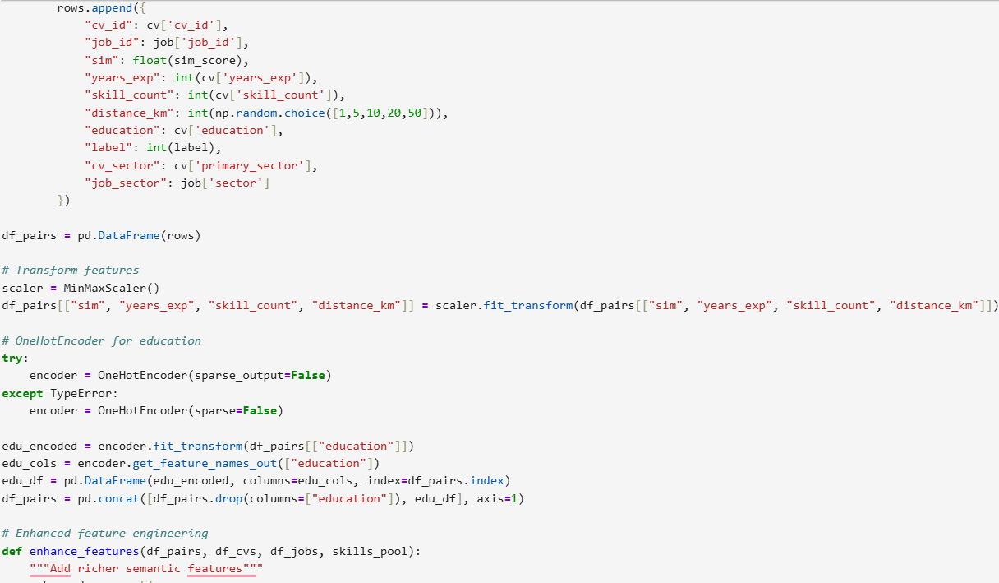 rows.append({
            "cv_id": cv['cv_id'],
            "job_id": job['job_id'],
            "sim": float(sim_score),
            "years_exp": int(cv['years_exp']),
            "skill_count": int(cv['skill_count']),
            "distance_km": int(np.random.choice([1,5,10,20,50])),
            "education": cv['education'],
            "label": int(label),
            "cv_sector": cv['primary_sector'],
            "job_sector": job['sector']
        })

df_pairs = pd.DataFrame(rows)

# Transform features
scaler = MinMaxScaler()
df_pairs[["sim", "years_exp", "skill_count", "distance_km"]] = scaler.fit_transform(df_pairs[["sim", "years_exp", "skill_count", "distance_km"]])

# OneHotEncoder for education
try:
    encoder = OneHotEncoder(sparse_output=False)
except TypeError:
    encoder = OneHotEncoder(sparse=False)

edu_encoded = encoder.fit_transform(df_pairs[["education"]])
edu_cols = encoder.get_feature_names_out(["education"])
edu_df = pd.DataFrame(edu_encoded, columns=edu_cols, index=df_pairs.index)
df_pairs = pd.concat([df_pairs.drop(columns=["education"]), edu_df], axis=1)

# Enhanced feature engineering
def enhance_features(df_pairs, df_cvs, df_jobs, skills_pool):
    """Add richer semantic features"""